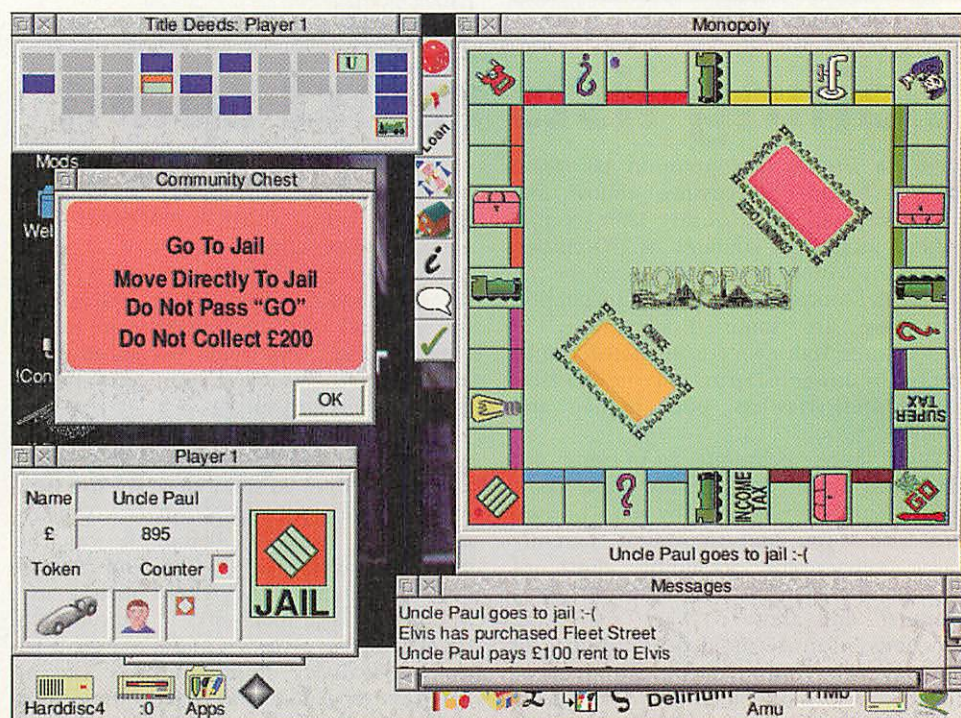 Title Deeds: Player 1
U
Mods
Wel
!Con
Community Chest
Go To Jail
Move Directly To Jail
Do Not Pass “GO”
Do Not Collect £200
OK
Player 1
Name
Uncle Paul
£
895
Token
Counter
JAIL
Loan
i
Monopoly
COMMUNITY CHEST
MONOPOLY
CHANCE
SUPER
TAX
INCOME
TAX
GO
Uncle Paul goes to jail :-(
Messages
Uncle Paul goes to jail :-(
Elvis has purchased Fleet Street
Uncle Paul pays £100 rent to Elvis
Harddisc4
:0
Apps
£
Delirium
Amu